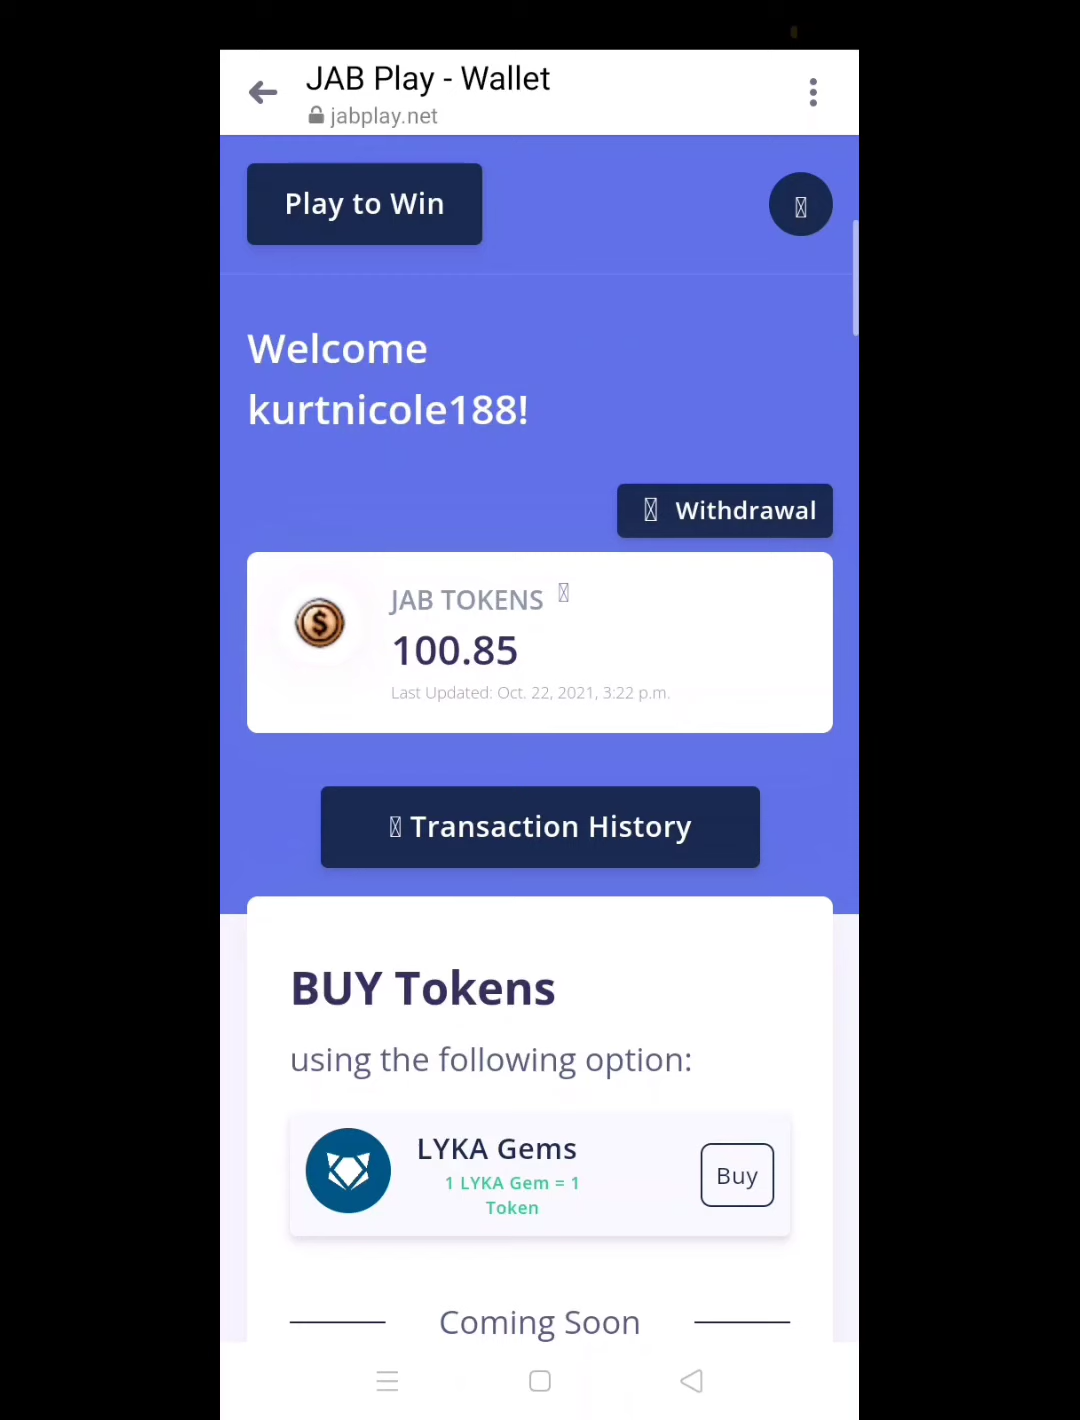 JAB Play - Wallet
jabplay.net
Play to Win
Welcome
kurtnicole188!
Withdrawal
JAB TOKENS
100.85
Last Updated: Oct. 22, 2021, 3:22 p.m.
Transaction History
BUY Tokens
using the following option:
LYKA Gems
1 LYKA Gem = 1
Token
Buy
Coming Soon